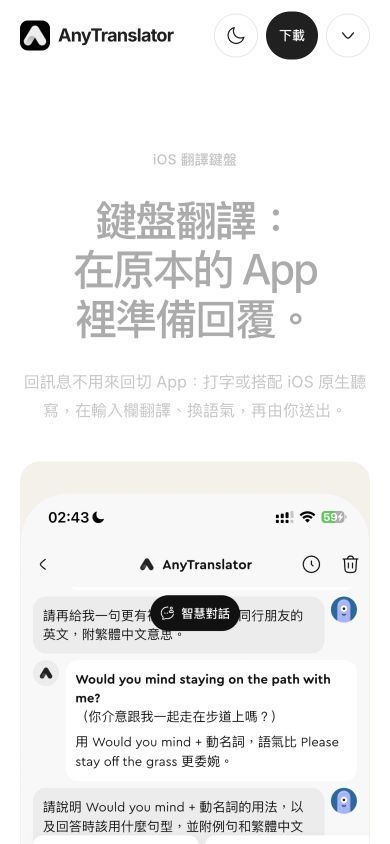 AnyTranslator
下載
iOS 翻譯鍵盤
鍵盤翻譯：
在原本的 App
裡準備回覆。
回訊息不用來回切 App：打字或搭配 iOS 原生聽
寫，在輸入欄翻譯、換語氣，再由你送出。
02:43
59
AnyTranslator
智慧對話
請再給我一句更有
同行朋友的
英文，附繁體中文意思。
Would you mind staying on the path with
me?
（你介意跟我一起走在步道上嗎？）
用 Would you mind + 動名詞，語氣比 Please
stay off the grass 更委婉。
請說明 Would you mind + 動名詞的用法，以
及回答時該用什麼句型，並附例句和繁體中文